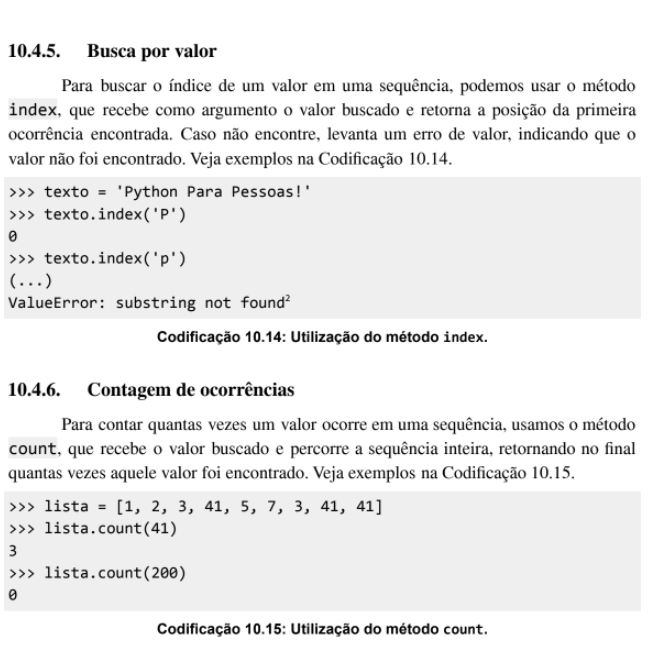 10.4.5. Busca por valor
Para buscar o índice de um valor em uma sequência, podemos usar o método
index, que recebe como argumento o valor buscado e retorna a posição da primeira
ocorrência encontrada. Caso não encontre, levanta um erro de valor, indicando que o
valor não foi encontrado. Veja exemplos na Codificação 10.14.
>>> texto = 'Python Para Pessoas!'
>>> texto.index('P')
0
>>> texto.index('p')
(...)
ValueError: substring not found²
Codificação 10.14: Utilização do método index.
10.4.6. Contagem de ocorrências
Para contar quantas vezes um valor ocorre em uma sequência, usamos o método
count, que recebe o valor buscado e percorre a sequência inteira, retornando no final
quantas vezes aquele valor foi encontrado. Veja exemplos na Codificação 10.15.
>>> lista = [1, 2, 3, 41, 5, 7, 3, 41, 41]
>>> lista.count(41)
3
>>> lista.count(200)
0
Codificação 10.15: Utilização do método count.